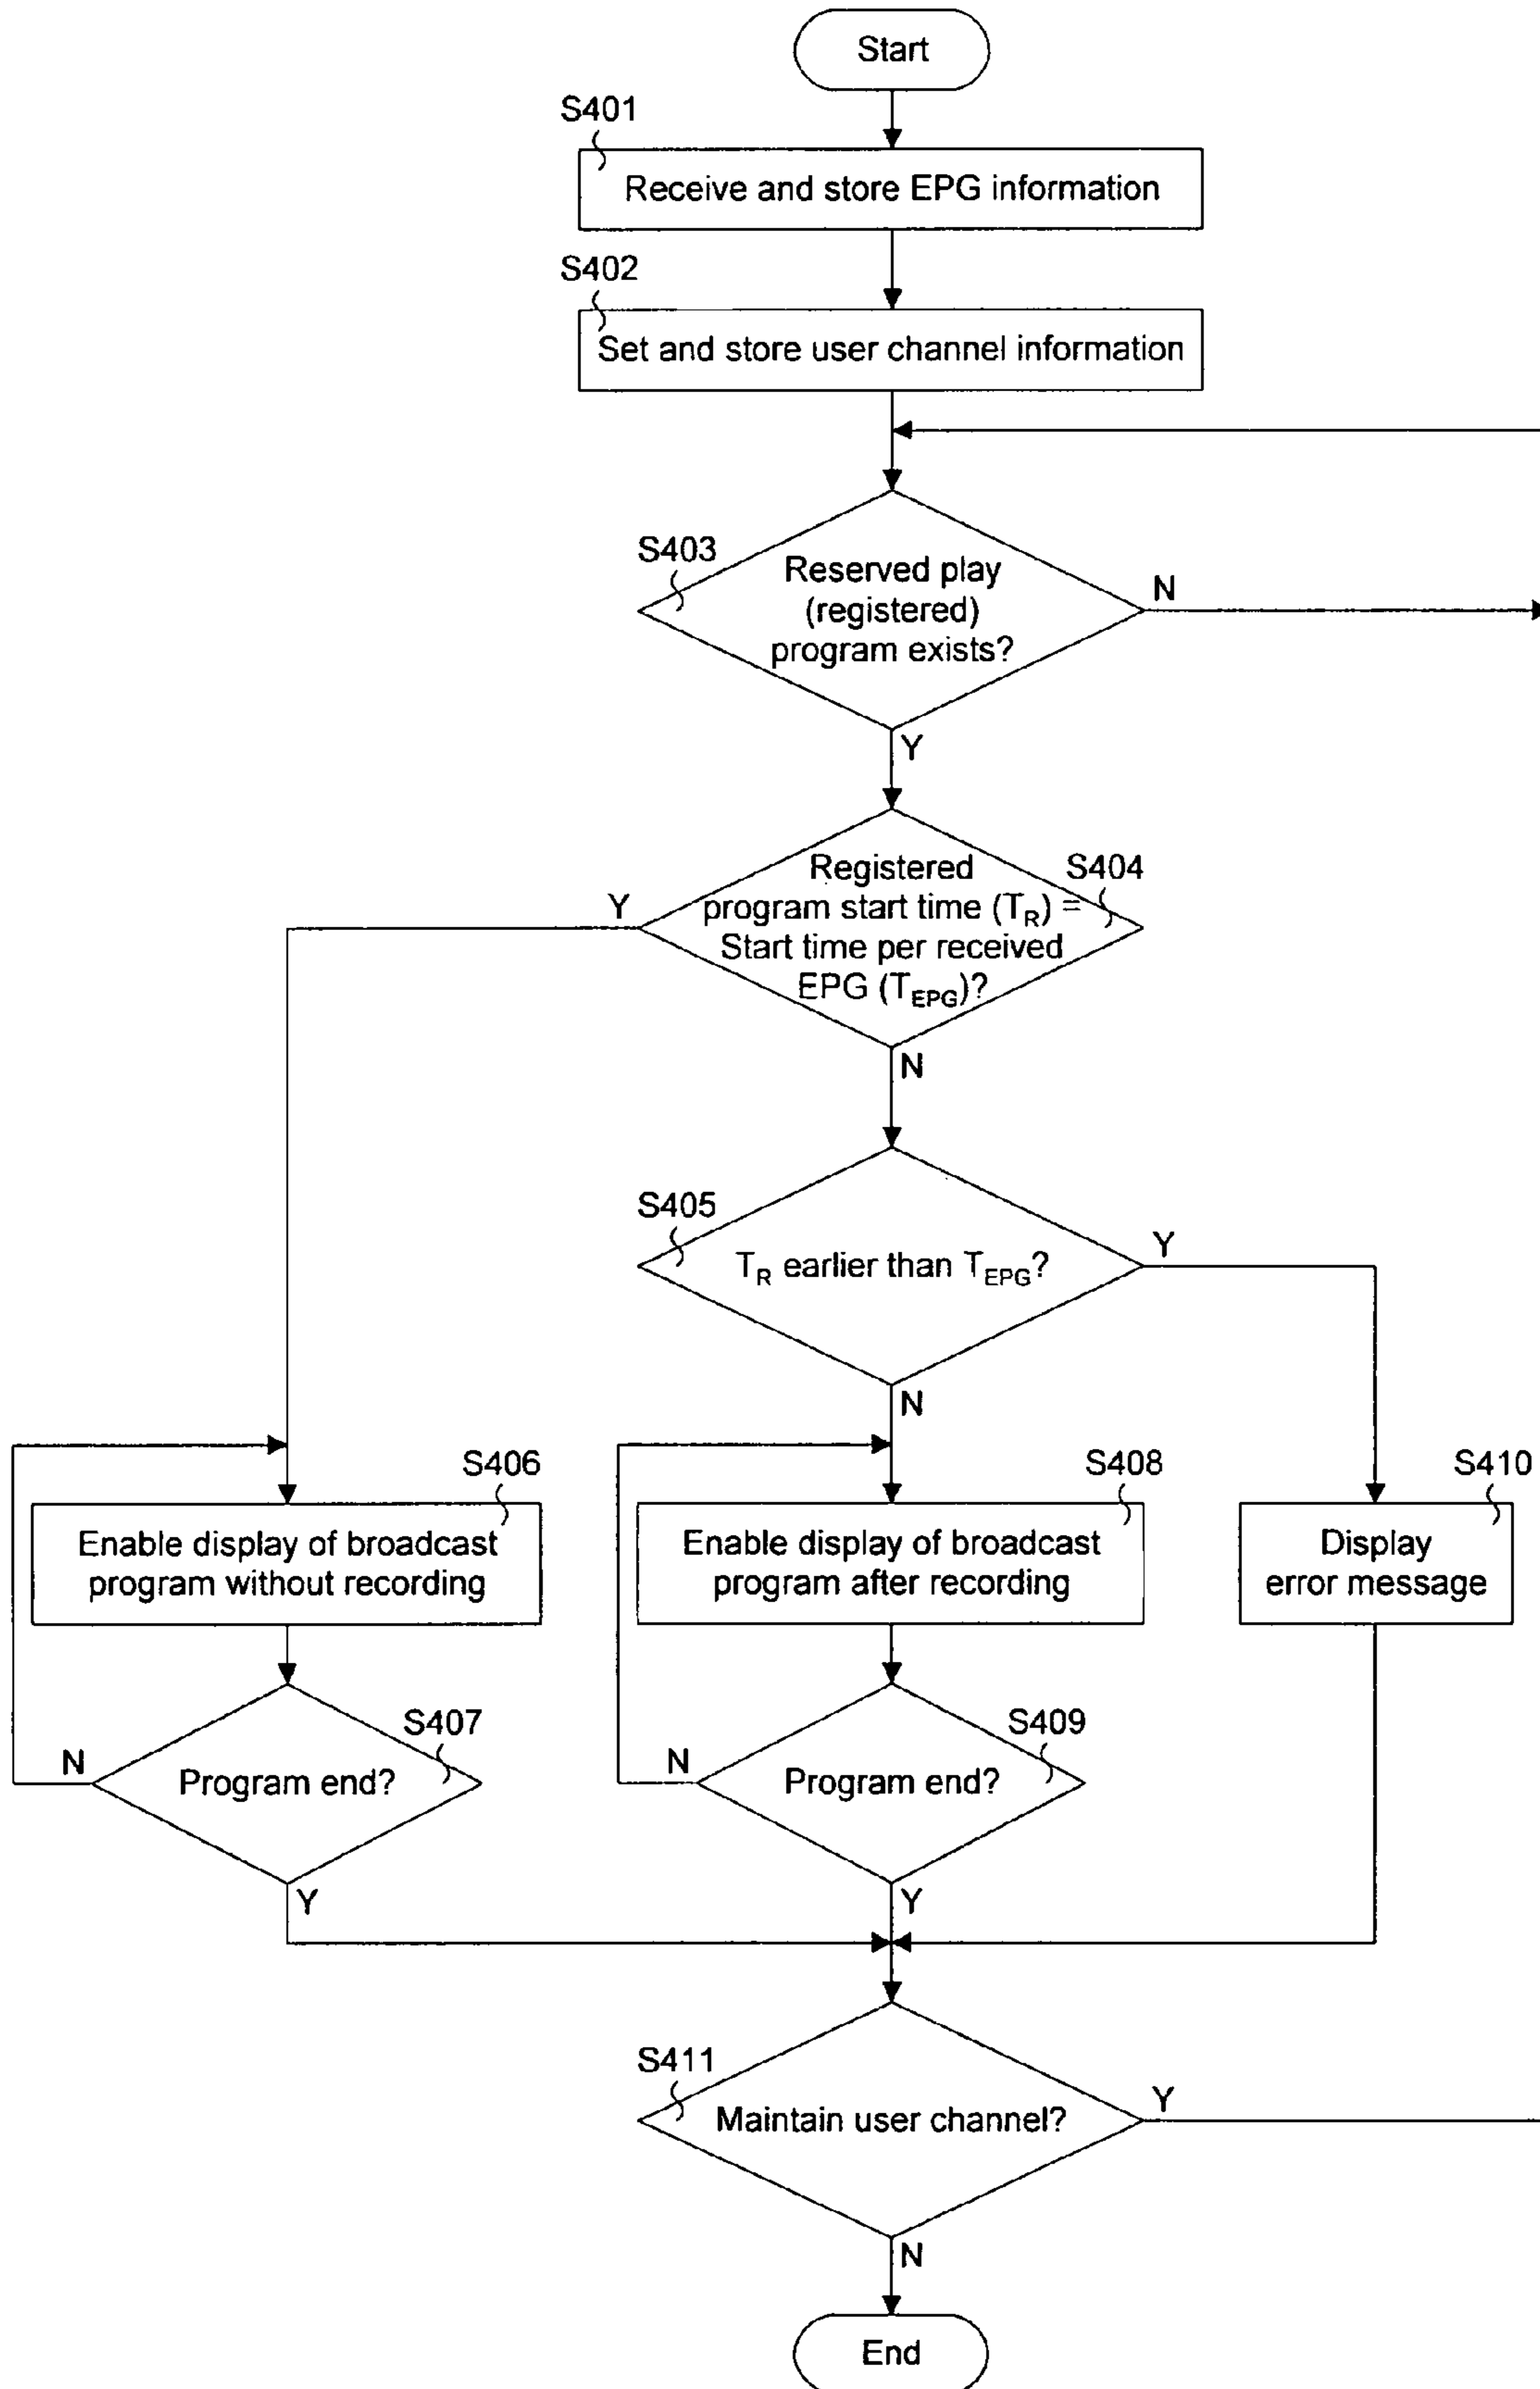 Start
S401
Receive and store EPG information
S402
Set and store user channel information
S403
Reserved play
(registered)
program exists?
N
Y
Registered
program start time (TR) =
Start time per received
EPG (TEPG)?
S404
Y
N
S405
TR earlier than TEPG?
Y
N
S406
Enable display of broadcast
program without recording
S408
Enable display of broadcast
program after recording
S410
Display
error message
S407
Program end?
N
Y
S409
Program end?
N
Y
S411
Maintain user channel?
Y
N
End